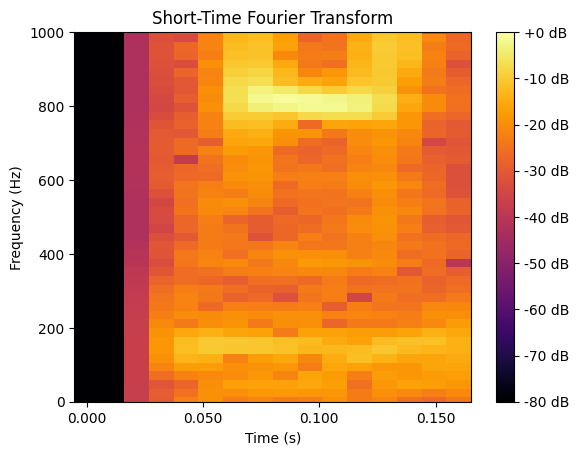 Short-Time Fourier Transform
1000
800
600
400
200
0
Frequency (Hz)
0.000
0.050
0.100
0.150
Time (s)
+0 dB
-10 dB
-20 dB
-30 dB
-40 dB
-50 dB
-60 dB
-70 dB
-80 dB